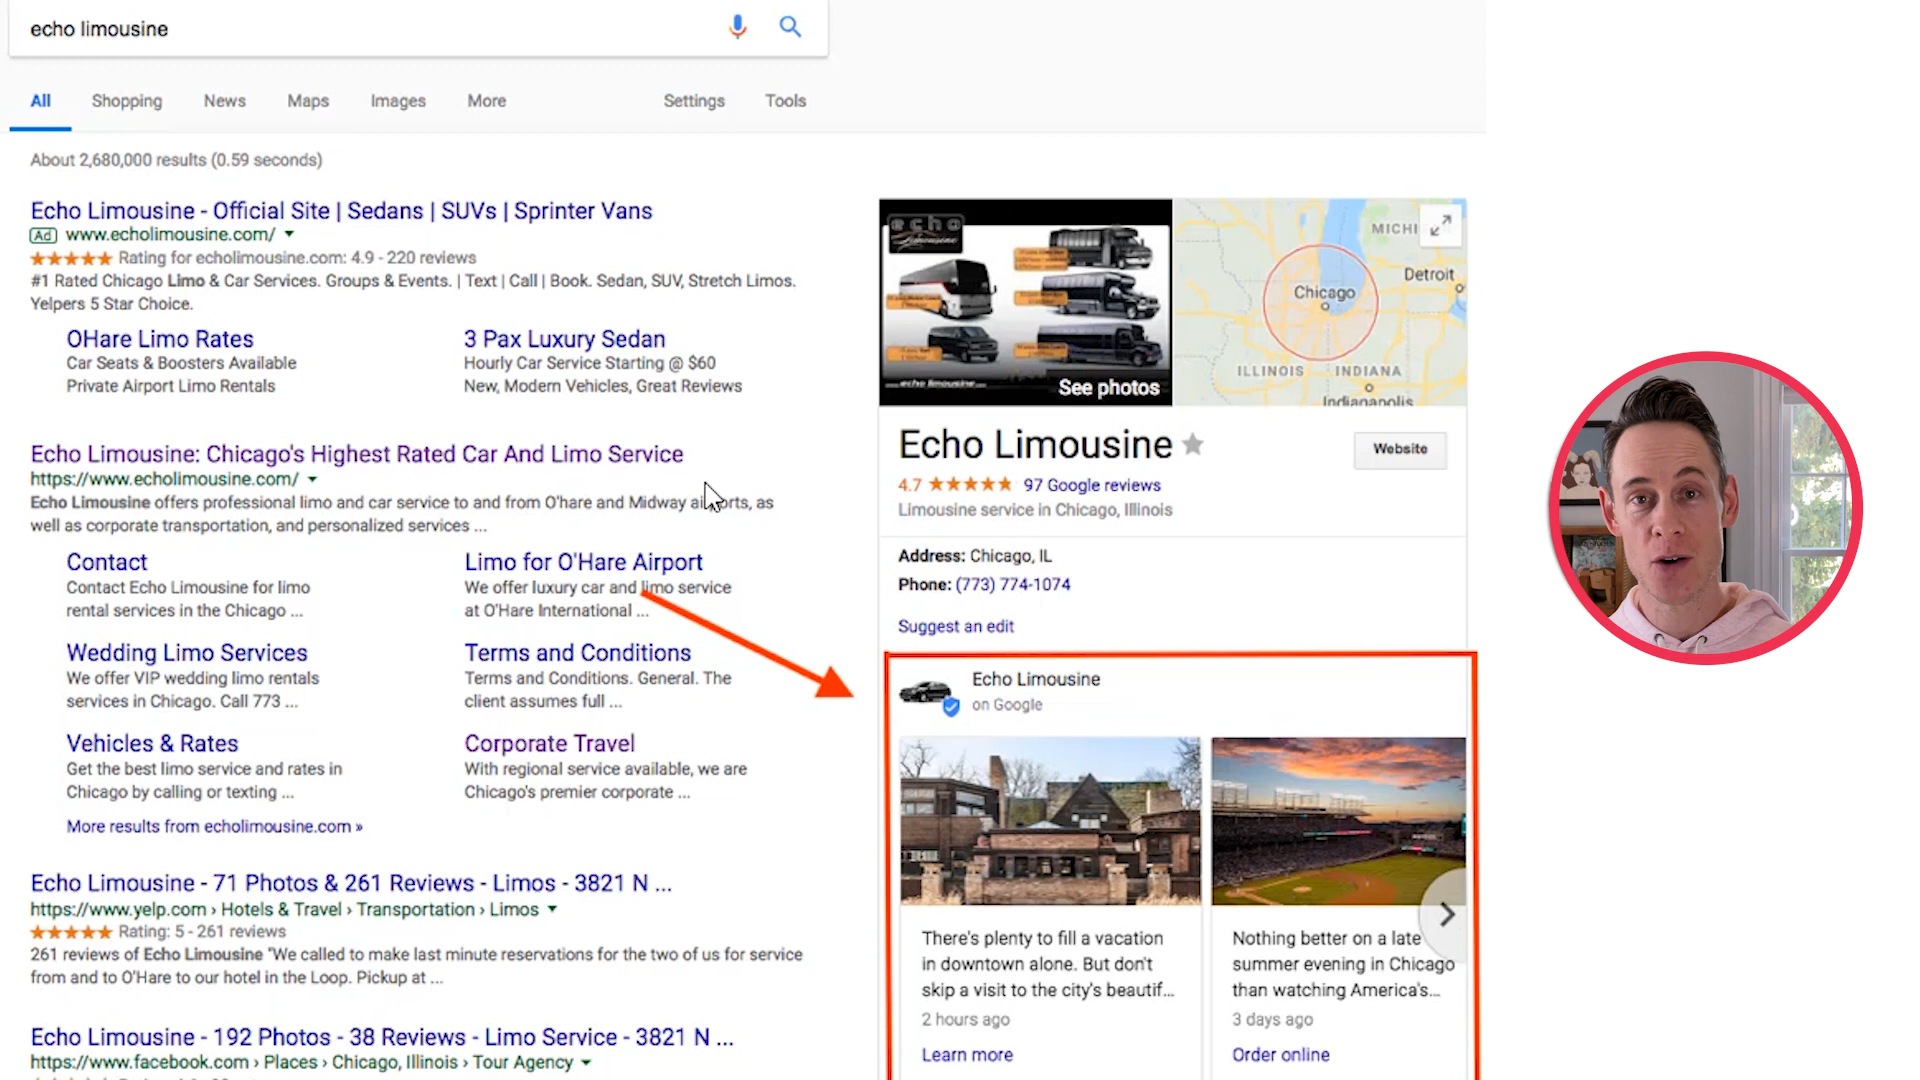 echo limousine
All Shopping News Maps Images More Settings Tools
About 2,680,000 results (0.59 seconds)
Echo Limousine - Official Site | Sedans | SUVs | Sprinter Vans
Ad www.echolimousine.com/
Rating for echolimousine.com: 4.9 - 220 reviews
#1 Rated Chicago Limo & Car Services. Groups & Events. | Text | Call | Book. Sedan, SUV, Stretch Limos.
Yelpers 5 Star Choice.
OHare Limo Rates
Car Seats & Boosters Available
Private Airport Limo Rentals
3 Pax Luxury Sedan
Hourly Car Service Starting @ $60
New, Modern Vehicles, Great Reviews
Echo Limousine: Chicago's Highest Rated Car And Limo Service
https://www.echolimousine.com/
Echo Limousine offers professional limo and car service to and from O'hare and Midway airports, as
well as corporate transportation, and personalized services ...
Contact
Contact Echo Limousine for limo
rental services in the Chicago ...
Limo for O'Hare Airport
We offer luxury car and limo service
at O'Hare International ...
Wedding Limo Services
We offer VIP wedding limo rentals
services in Chicago. Call 773 ...
Terms and Conditions
Terms and Conditions. General. The
client assumes full ...
Vehicles & Rates
Get the best limo service and rates in
Chicago by calling or texting ...
Corporate Travel
With regional service available, we are
Chicago's premier corporate ...
More results from echolimousine.com »
Echo Limousine - 71 Photos & 261 Reviews - Limos - 3821 N ...
https://www.yelp.com › Hotels & Travel › Transportation › Limos
Rating: 5 - 261 reviews
261 reviews of Echo Limousine "We called to make last minute reservations for the two of us for service
from and to O'Hare to our hotel in the Loop. Pickup at ...
Echo Limousine - 192 Photos - 38 Reviews - Limo Service - 3821 N ...
https://www.facebook.com › Places › Chicago, Illinois › Tour Agency
echo
Limousine
echo limousine
See photos
MICHI
Detroit
Chicago
ILLINOIS INDIANA
Indianapolis
Echo Limousine
Website
4.7 97 Google reviews
Limousine service in Chicago, Illinois
Address: Chicago, IL
Phone: (773) 774-1074
Suggest an edit
Echo Limousine
on Google
There's plenty to fill a vacation
in downtown alone. But don't
skip a visit to the city's beautif...
2 hours ago
Learn more
Nothing better on a late
summer evening in Chicago
than watching America's...
3 days ago
Order online